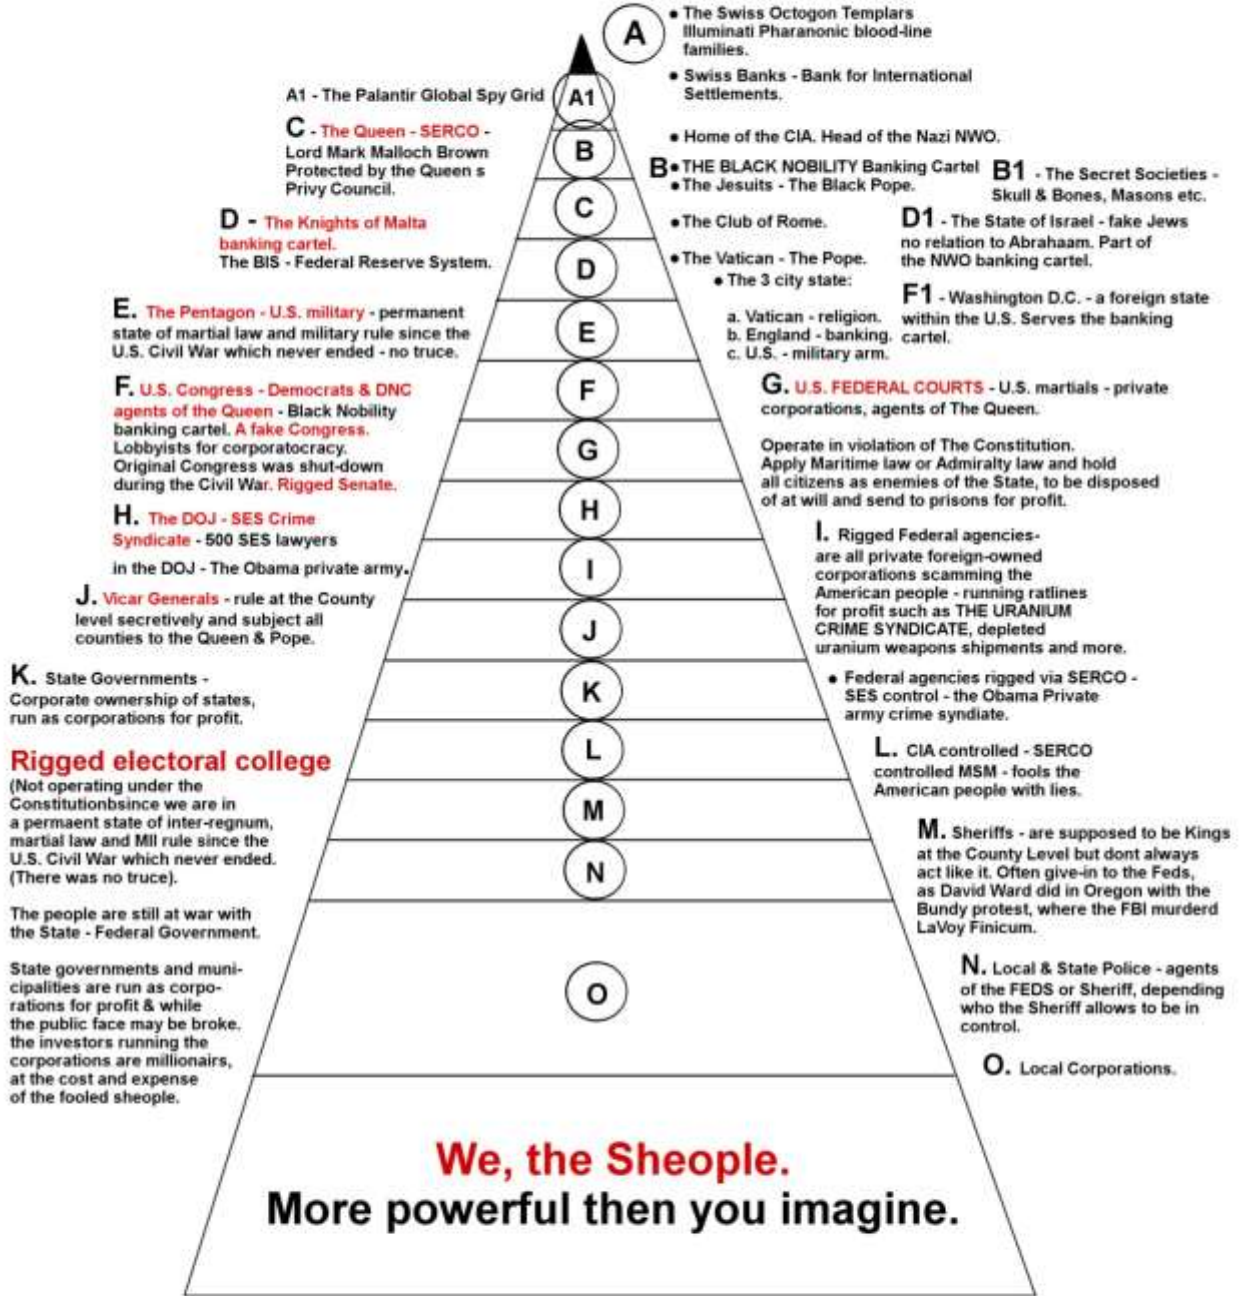 A
• The Swiss Octogon Templars
Illuminati Pharanonic blood-line
families.
• Swiss Banks - Bank for International
Settlements.
A1 - The Palantir Global Spy Grid
A1
C - The Queen - SERCO -
Lord Mark Malloch Brown
Protected by the Queen s
Privy Council.
• Home of the CIA. Head of the Nazi NWO.
B
B • THE BLACK NOBILITY Banking Cartel
• The Jesuits - The Black Pope.
B1 - The Secret Societies -
Skull & Bones, Masons etc.
C
D - The Knights of Malta
banking cartel.
The BIS - Federal Reserve System.
• The Club of Rome.
D1 - The State of Israel - fake Jews
no relation to Abrahaam. Part of
the NWO banking cartel.
D
• The Vatican - The Pope.
• The 3 city state:
a. Vatican - religion.
b. England - banking.
c. U.S. - military arm.
F1 - Washington D.C. - a foreign state
within the U.S. Serves the banking
cartel.
E. The Pentagon - U.S. military - permanent
state of martial law and military rule since the
U.S. Civil War which never ended - no truce.
E
F. U.S. Congress - Democrats & DNC
agents of the Queen - Black Nobility
banking cartel. A fake Congress.
Lobbyists for corporatocracy.
Original Congress was shut-down
during the Civil War. Rigged Senate.
F
G. U.S. FEDERAL COURTS - U.S. martials - private
corporations, agents of The Queen.
Operate in violation of The Constitution.
Apply Maritime law or Admiralty law and hold
all citizens as enemies of the State, to be disposed
of at will and send to prisons for profit.
G
H. The DOJ - SES Crime
Syndicate - 500 SES lawyers
in the DOJ - The Obama private army.
H
I. Rigged Federal agencies-
are all private foreign-owned
corporations scamming the
American people - running ratlines
for profit such as THE URANIUM
CRIME SYNDICATE, depleted
uranium weapons shipments and more.
• Federal agencies rigged via SERCO -
SES control - the Obama Private
army crime syndiate.
I
J. Vicar Generals - rule at the County
level secretively and subject all
counties to the Queen & Pope.
J
K. State Governments -
Corporate ownership of states,
run as corporations for profit.
K
Rigged electoral college
(Not operating under the
Constitutionbsince we are in
a permaent state of inter-regnum,
martial law and MIl rule since the
U.S. Civil War which never ended.
(There was no truce).
The people are still at war with
the State - Federal Government.
State governments and muni-
cipalities are run as corpo-
rations for profit & while
the public face may be broke.
the investors running the
corporations are millionairs,
at the cost and expense
of the fooled sheople.
L
L. CIA controlled - SERCO
controlled MSM - fools the
American people with lies.
M
M. Sheriffs - are supposed to be Kings
at the County Level but dont always
act like it. Often give-in to the Feds,
as David Ward did in Oregon with the
Bundy protest, where the FBI murderd
LaVoy Finicum.
N
N. Local & State Police - agents
of the FEDS or Sheriff, depending
who the Sheriff allows to be in
control.
O
O. Local Corporations.
We, the Sheople.
More powerful then you imagine.